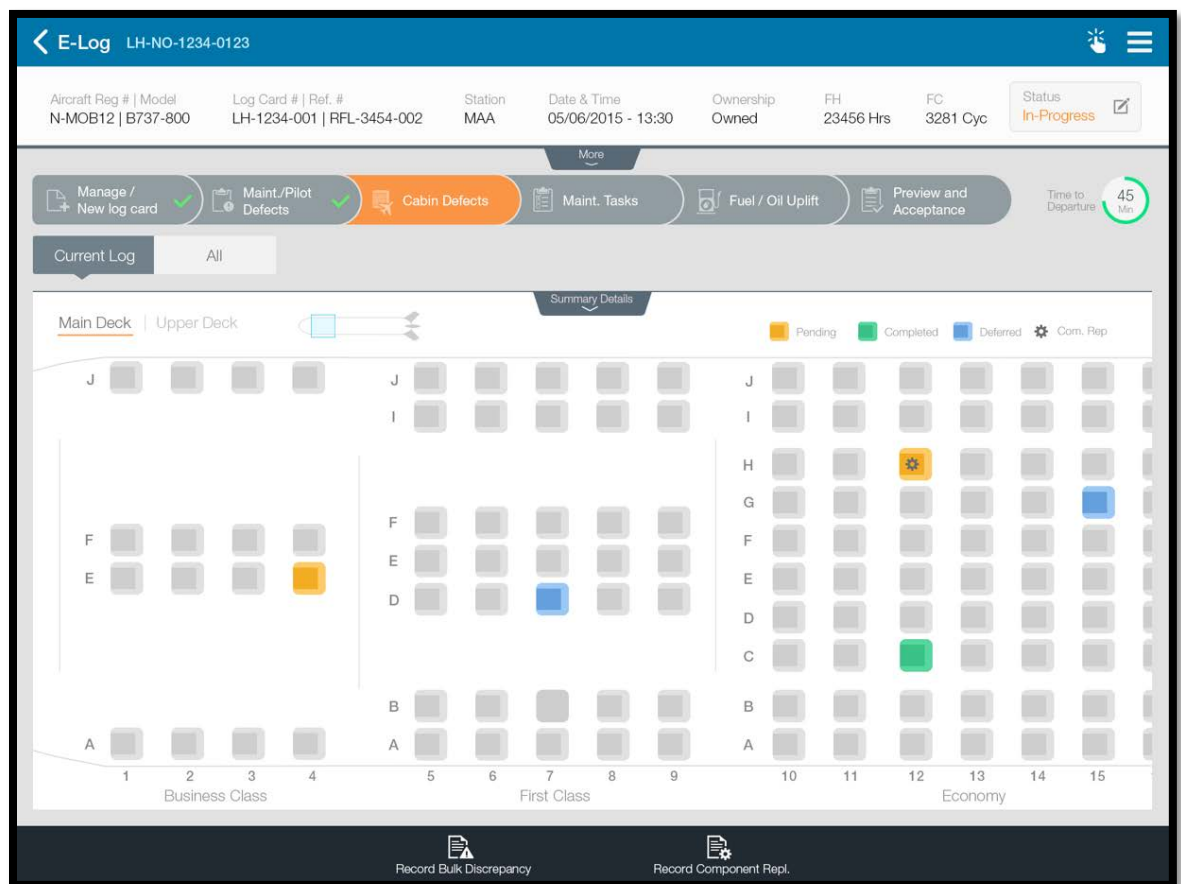 E-Log LH-NO-1234-0123
Aircraft Reg # | Model Log Card # | Ref. # Station Date & Time Ownership FH FC Status
N-MOB12 | B737-800 LH-1234-001 | RFL-3454-002 MAA 05/06/2015 - 13:30 Owned 23456 Hrs 3281 Cyc In-Progress
More
Manage / Maint./Pilot Cabin Defects Maint. Tasks Fuel / Oil Uplift Preview and Time to 45
New log card Defects Acceptance Departure Min
Current Log All
Summary Details
Main Deck | Upper Deck Pending Completed Deferred Com. Rep
J J J
I I
H
G
F F F
E E E
D D
C
B B
A A A
1 2 3 4 5 6 7 8 9 10 11 12 13 14 15
Business Class First Class Economy
Record Bulk Discrepancy Record Component Repl.